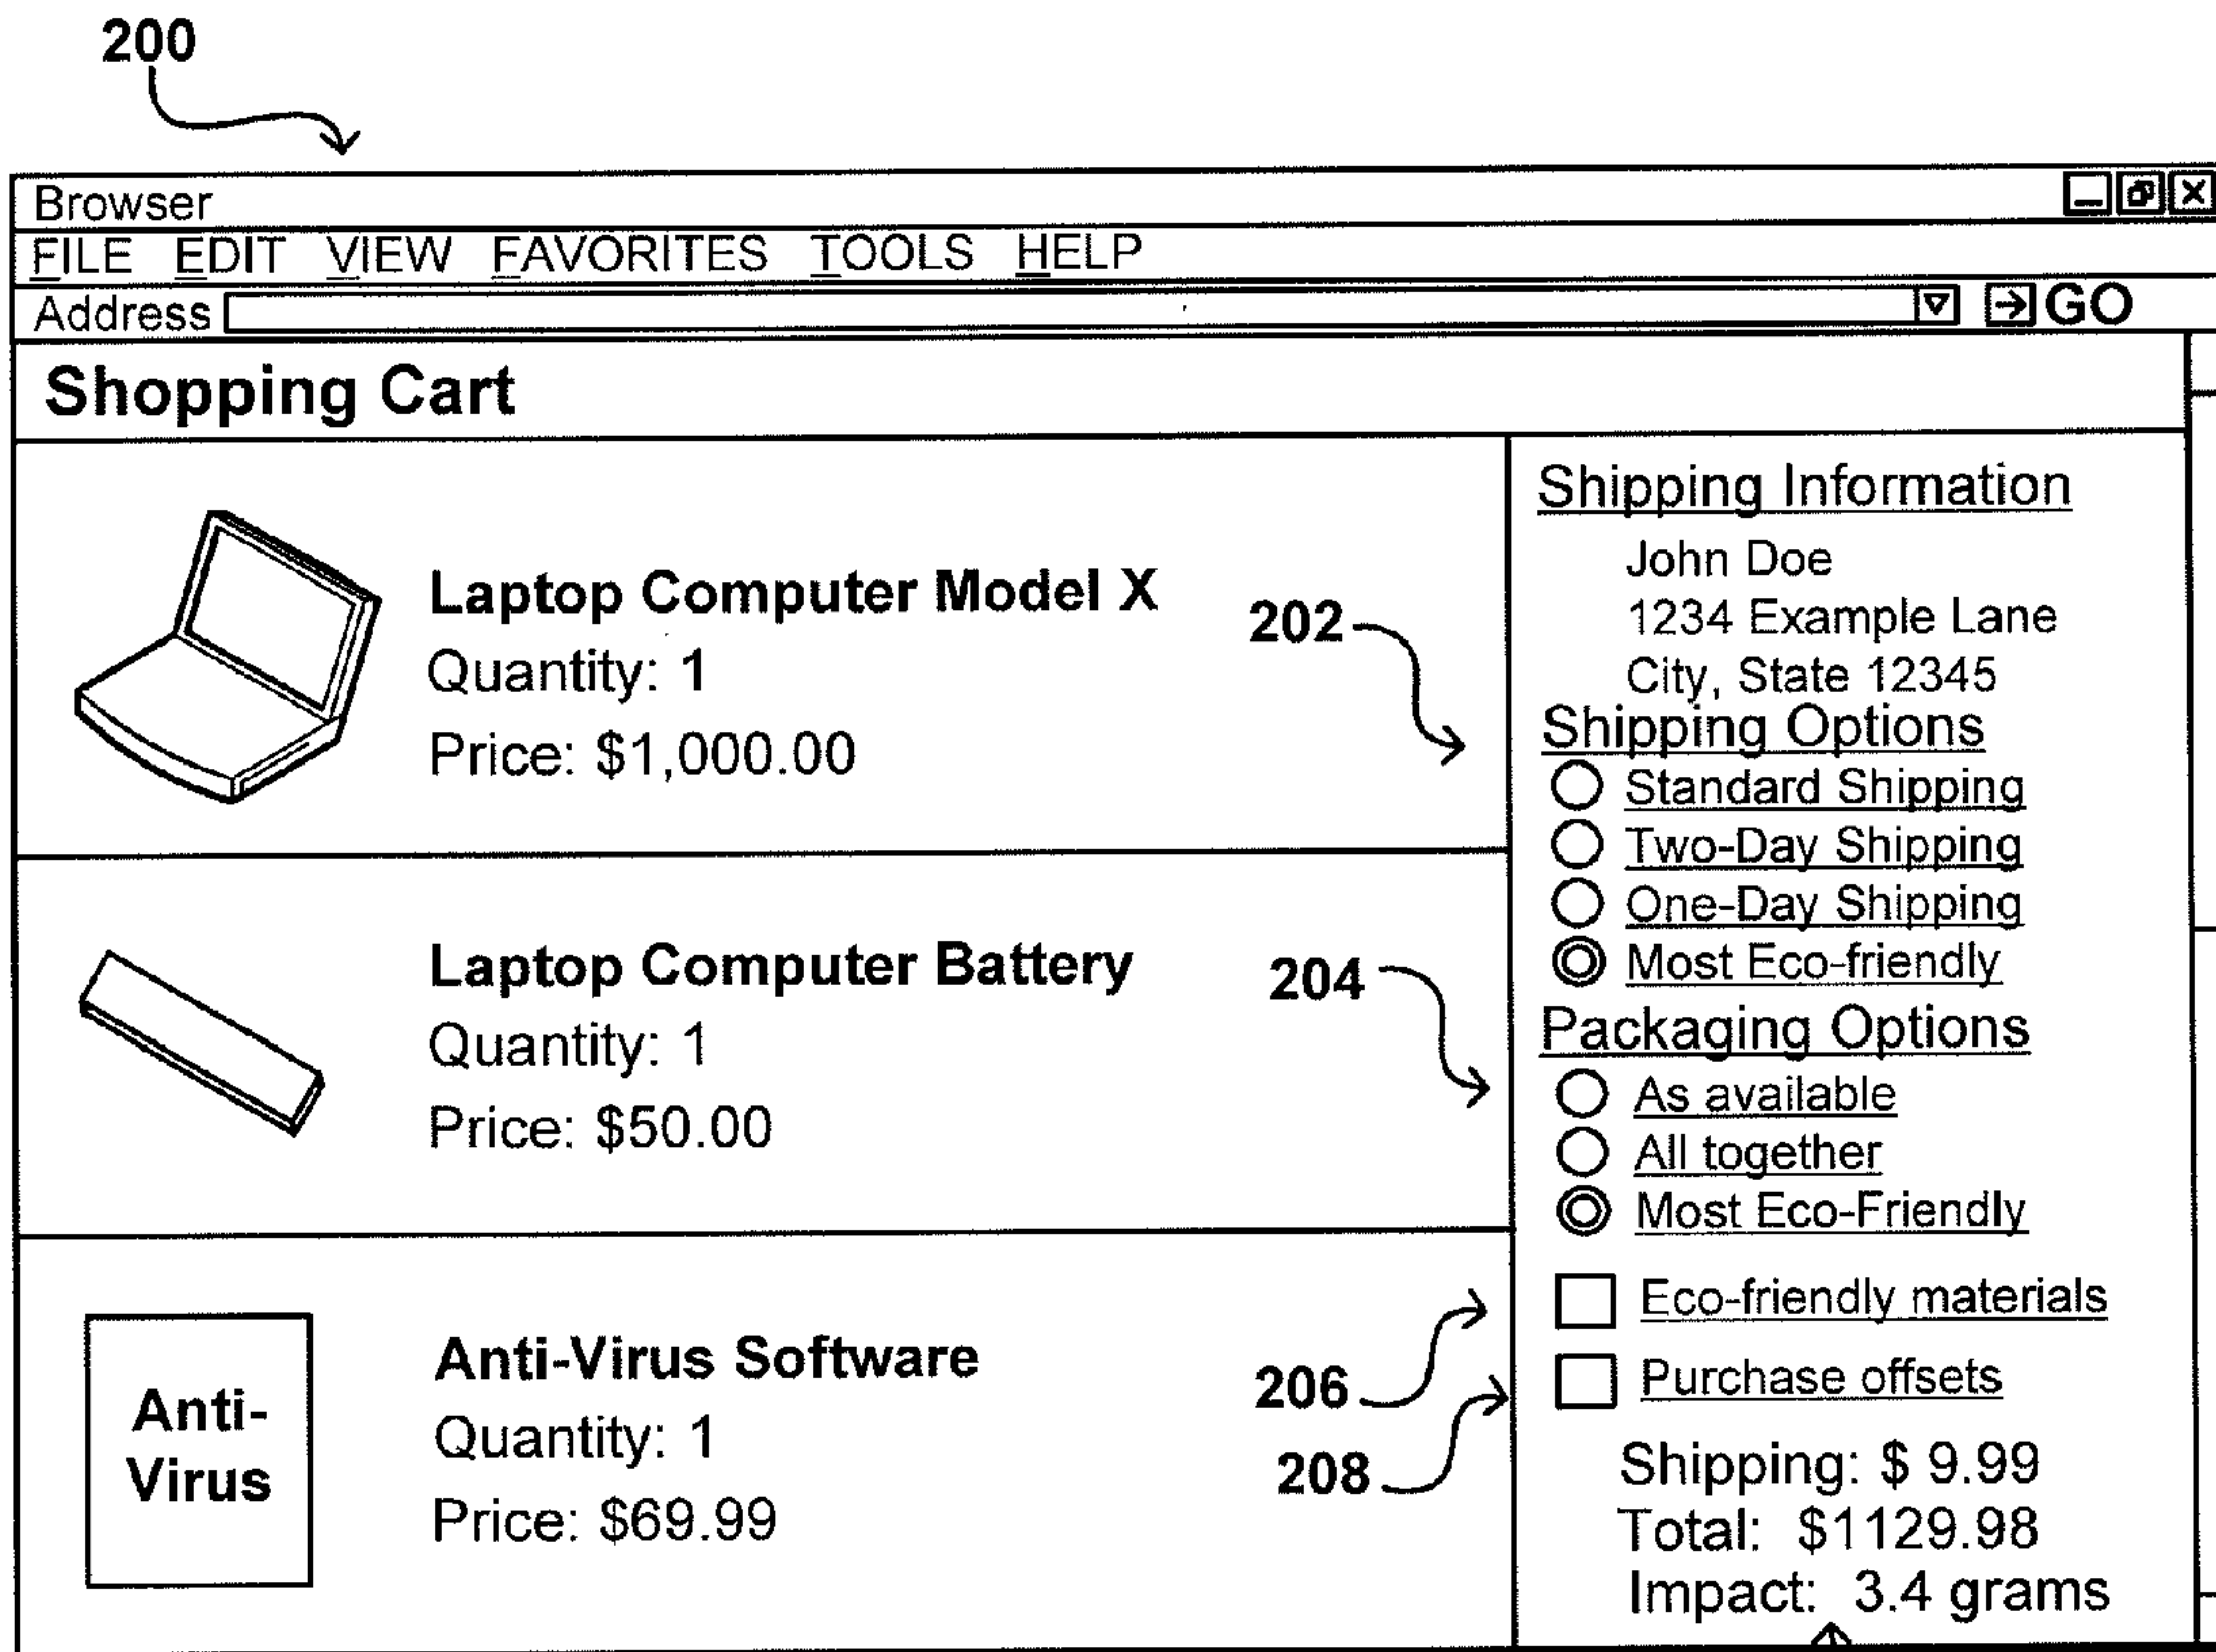 200
Browser
FILE EDIT VIEW FAVORITES TOOLS HELP
Address GO
Shopping Cart
Laptop Computer Model X
Quantity: 1
Price: $1,000.00
202
Laptop Computer Battery
Quantity: 1
Price: $50.00
204
Anti-
Virus
Anti-Virus Software
Quantity: 1
Price: $69.99
206
208
Shipping Information
John Doe
1234 Example Lane
City, State 12345
Shipping Options
Standard Shipping
Two-Day Shipping
One-Day Shipping
Most Eco-friendly
Packaging Options
As available
All together
Most Eco-Friendly
Eco-friendly materials
Purchase offsets
Shipping: $ 9.99
Total: $1129.98
Impact: 3.4 grams